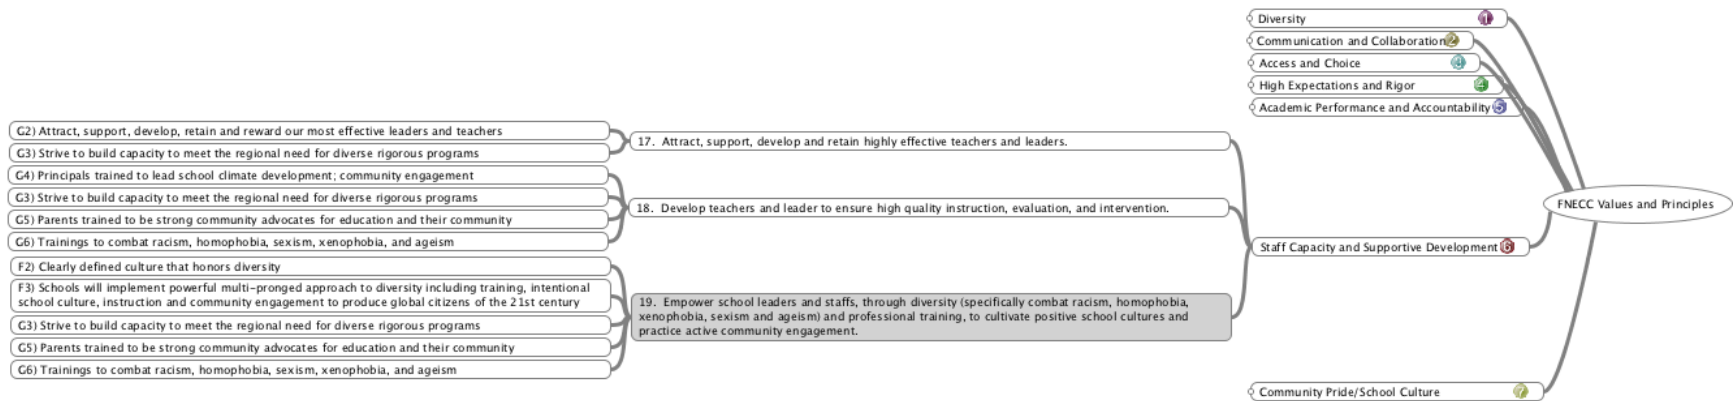 Diversity 1
Communication and Collaboration 2
Access and Choice 3
High Expectations and Rigor 4
Academic Performance and Accountability 5
G2) Attract, support, develop, retain and reward our most effective leaders and teachers
G3) Strive to build capacity to meet the regional need for diverse rigorous programs
17. Attract, support, develop and retain highly effective teachers and leaders.
G4) Principals trained to lead school climate development; community engagement
G3) Strive to build capacity to meet the regional need for diverse rigorous programs
G5) Parents trained to be strong community advocates for education and their community
G6) Trainings to combat racism, homophobia, sexism, xenophobia, and ageism
18. Develop teachers and leader to ensure high quality instruction, evaluation, and intervention.
FNECC Values and Principles
Staff Capacity and Supportive Development 6
F2) Clearly defined culture that honors diversity
F3) Schools will implement powerful multi-pronged approach to diversity including training, intentional
school culture, instruction and community engagement to produce global citizens of the 21st century
G3) Strive to build capacity to meet the regional need for diverse rigorous programs
G5) Parents trained to be strong community advocates for education and their community
G6) Trainings to combat racism, homophobia, sexism, xenophobia, and ageism
19. Empower school leaders and staffs, through diversity (specifically combat racism, homophobia,
xenophobia, sexism and ageism) and professional training, to cultivate positive school cultures and
practice active community engagement.
Community Pride/School Culture 7